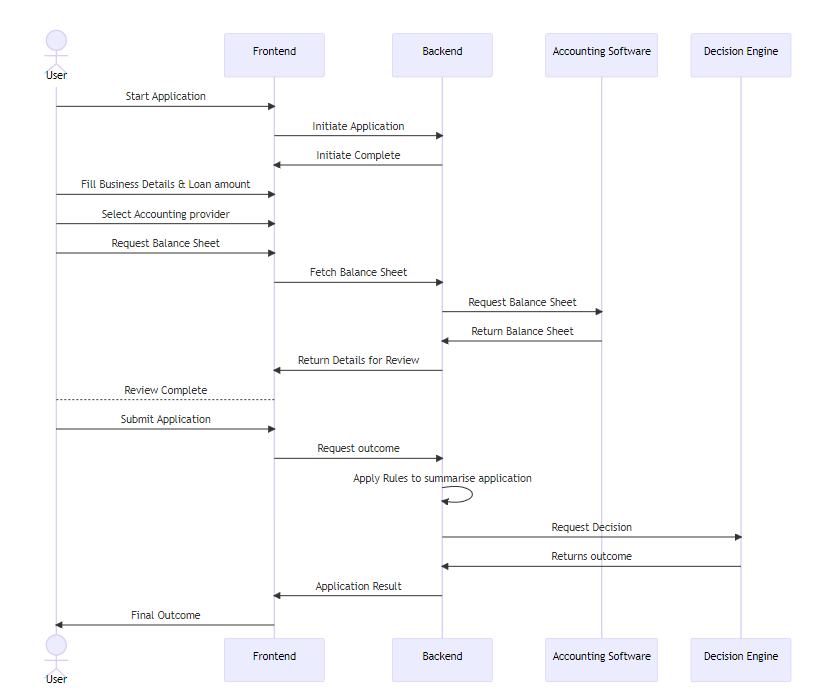 Frontend
Backend
Accounting Software
Decision Engine
User
Start Application
Initiate Application
Initiate Complete
Fill Business Details & Loan amount
Select Accounting provider
Request Balance Sheet
Fetch Balance Sheet
Request Balance Sheet
Return Balance Sheet
Return Details for Review
Review Complete
Submit Application
Request outcome
Apply Rules to summarise application
Request Decision
Returns outcome
Application Result
Final Outcome
Frontend
Backend
Accounting Software
Decision Engine
User